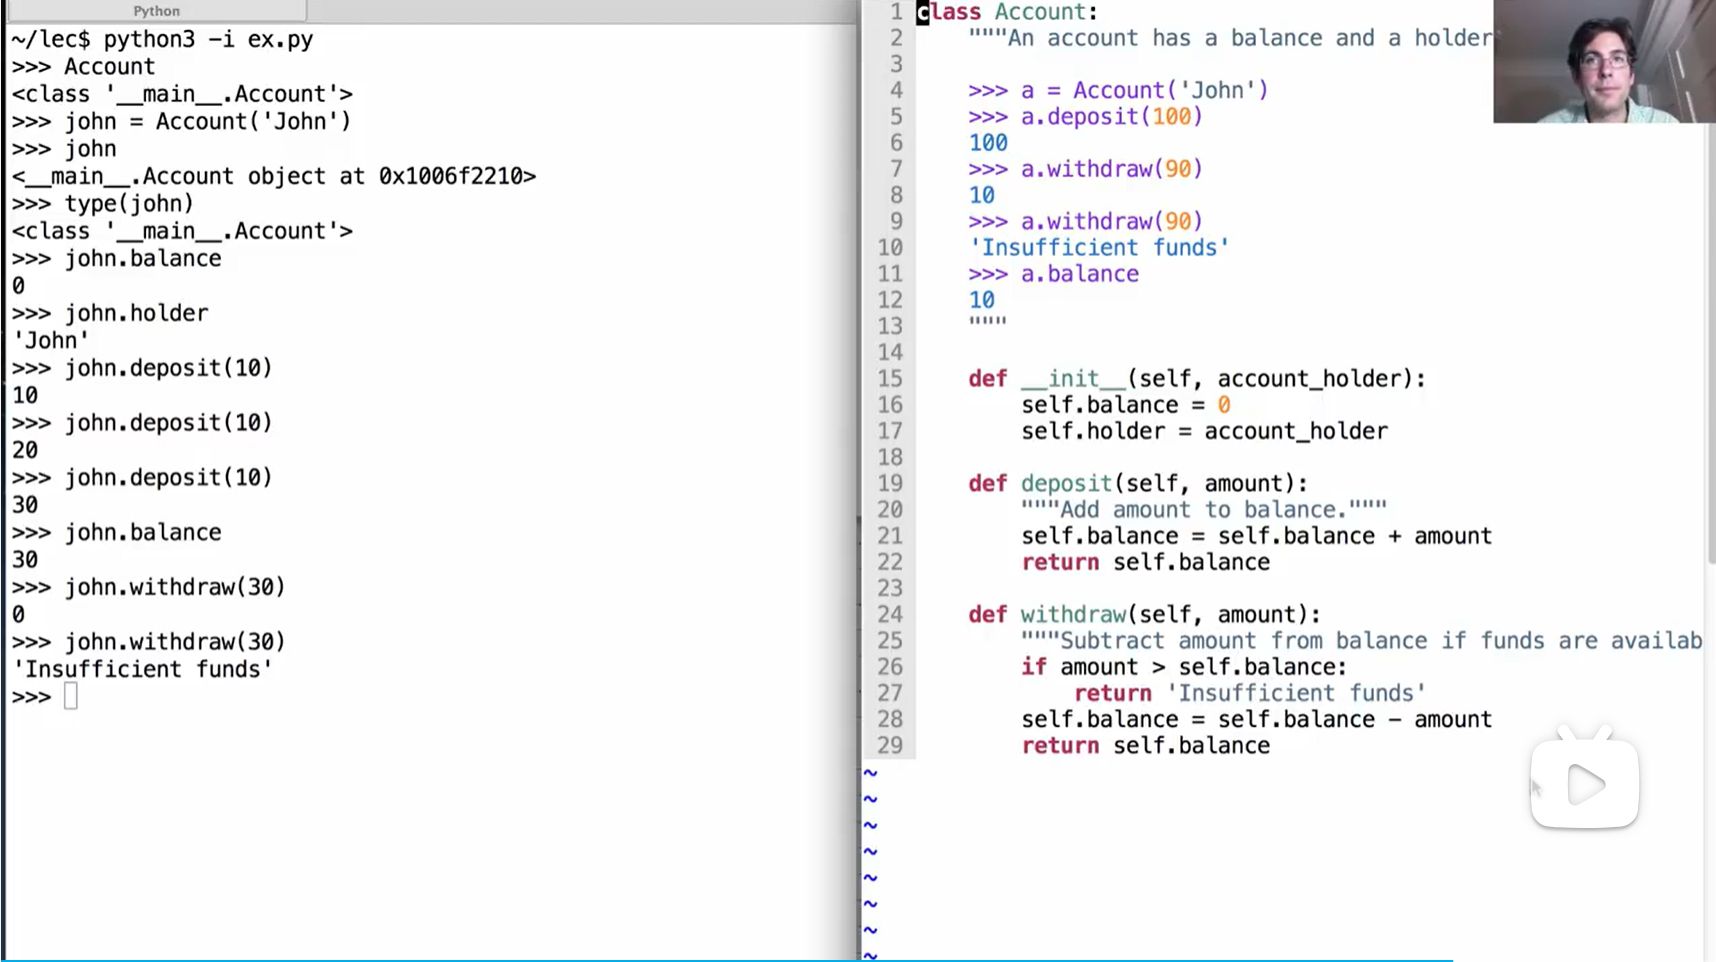 Python
~/lec$ python3 -i ex.py
>>> Account
<class '__main__.Account'>
>>> john = Account('John')
>>> john
<__main__.Account object at 0x1006f2210>
>>> type(john)
<class '__main__.Account'>
>>> john.balance
0
>>> john.holder
'John'
>>> john.deposit(10)
10
>>> john.deposit(10)
20
>>> john.deposit(10)
30
>>> john.balance
30
>>> john.withdraw(30)
0
>>> john.withdraw(30)
'Insufficient funds'
>>>
1 class Account:
2     """An account has a balance and a holder
3
4     >>> a = Account('John')
5     >>> a.deposit(100)
6     100
7     >>> a.withdraw(90)
8     10
9     >>> a.withdraw(90)
10     'Insufficient funds'
11     >>> a.balance
12     10
13     """
14
15     def __init__(self, account_holder):
16         self.balance = 0
17         self.holder = account_holder
18
19     def deposit(self, amount):
20         """Add amount to balance."""
21         self.balance = self.balance + amount
22         return self.balance
23
24     def withdraw(self, amount):
25         """Subtract amount from balance if funds are availab
26         if amount > self.balance:
27             return 'Insufficient funds'
28         self.balance = self.balance - amount
29         return self.balance
~
~
~
~
~
~
~
~